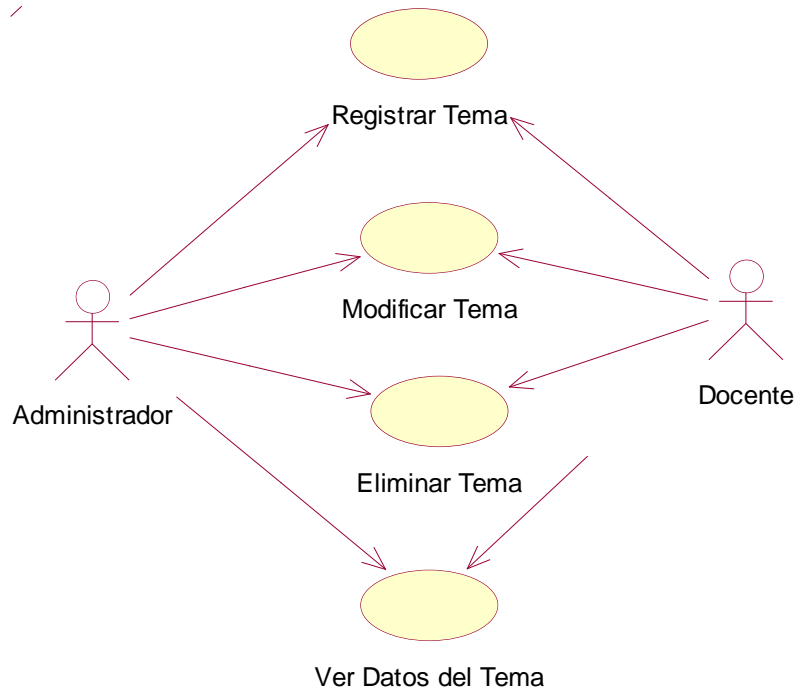 Registrar Tema
Modificar Tema
Administrador
Docente
Eliminar Tema
Ver Datos del Tema